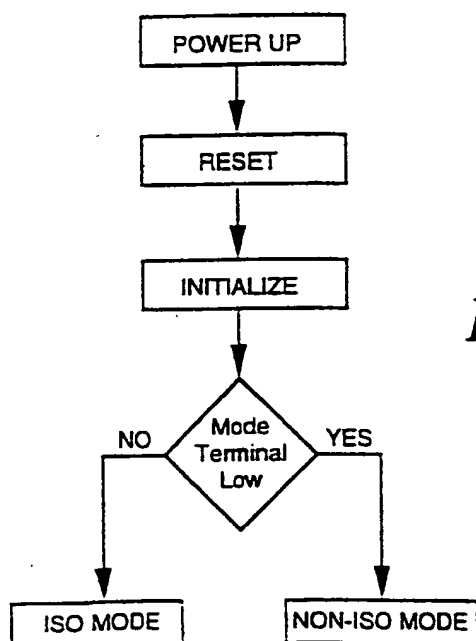 POWER UP
RESET
INITIALIZE
Mode
Terminal
Low
NO
YES
ISO MODE
NON-ISO MODE